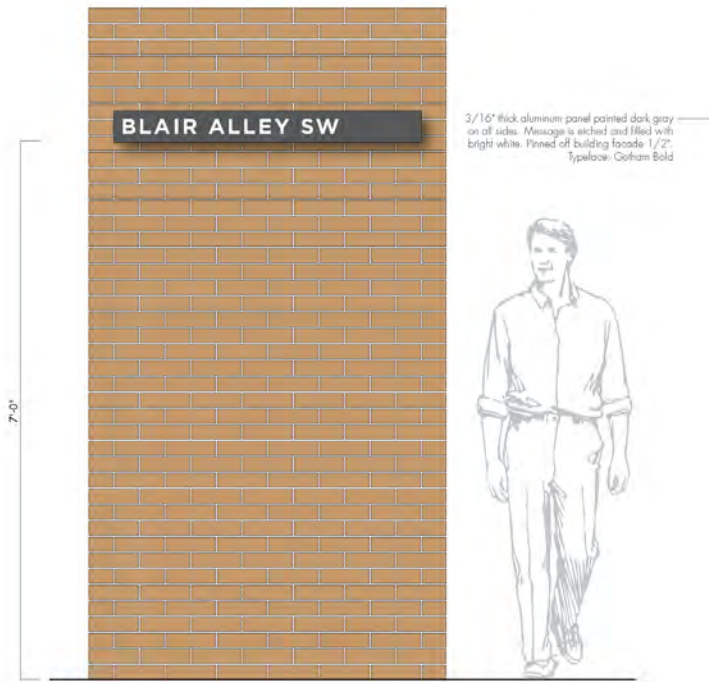 BLAIR ALLEY SW
3/16" thick aluminum panel painted dark gray
on all sides. Message is etched and filled with
bright white. Pinned off building facade 1/2".
Typeface: Gotham Bold
7'-0"